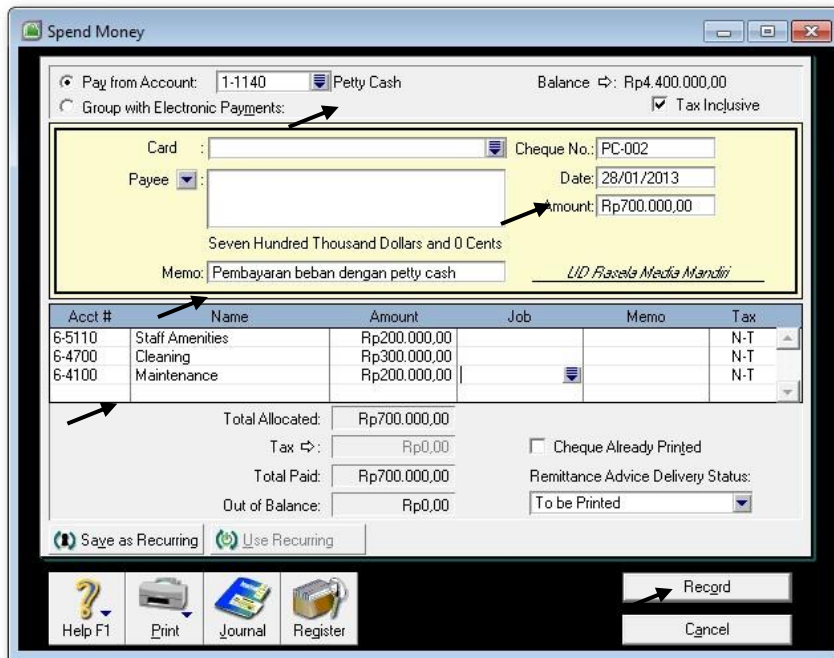 Spend Money
Pay from Account: 1-1140 Petty Cash Balance ⇨: Rp4.400.000,00
Group with Electronic Payments: Tax Inclusive
Card : Cheque No.: PC-002
Payee : Date: 28/01/2013
Amount: Rp700.000,00
Seven Hundred Thousand Dollars and 0 Cents
Memo: Pembayaran beban dengan petty cash UD Rasela Media Mandiri
Acct # Name Amount Job Memo Tax
6-5110 Staff Amenities Rp200.000,00 N-T
6-4700 Cleaning Rp300.000,00 N-T
6-4100 Maintenance Rp200.000,00 N-T
Total Allocated: Rp700.000,00
Tax ⇨: Rp0,00 Cheque Already Printed
Total Paid: Rp700.000,00 Remittance Advice Delivery Status:
Out of Balance: Rp0,00 To be Printed
Save as Recurring Use Recurring
Record
Help F1 Print Journal Register Cancel